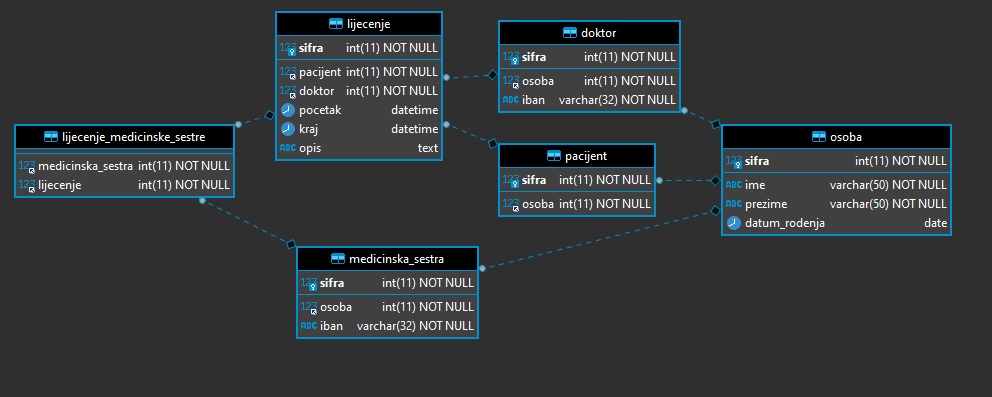 lijecenje
123 sifra int(11) NOT NULL
123 pacijent int(11) NOT NULL
123 doktor int(11) NOT NULL
pocetak datetime
kraj datetime
ABC opis text
doktor
123 sifra int(11) NOT NULL
123 osoba int(11) NOT NULL
ABC iban varchar(32) NOT NULL
lijecenje_medicinske_sestre
123 medicinska_sestra int(11) NOT NULL
123 lijecenje int(11) NOT NULL
pacijent
123 sifra int(11) NOT NULL
123 osoba int(11) NOT NULL
osoba
123 sifra int(11) NOT NULL
ABC ime varchar(50) NOT NULL
ABC prezime varchar(50) NOT NULL
datum_rodenja date
medicinska_sestra
123 sifra int(11) NOT NULL
123 osoba int(11) NOT NULL
ABC iban varchar(32) NOT NULL